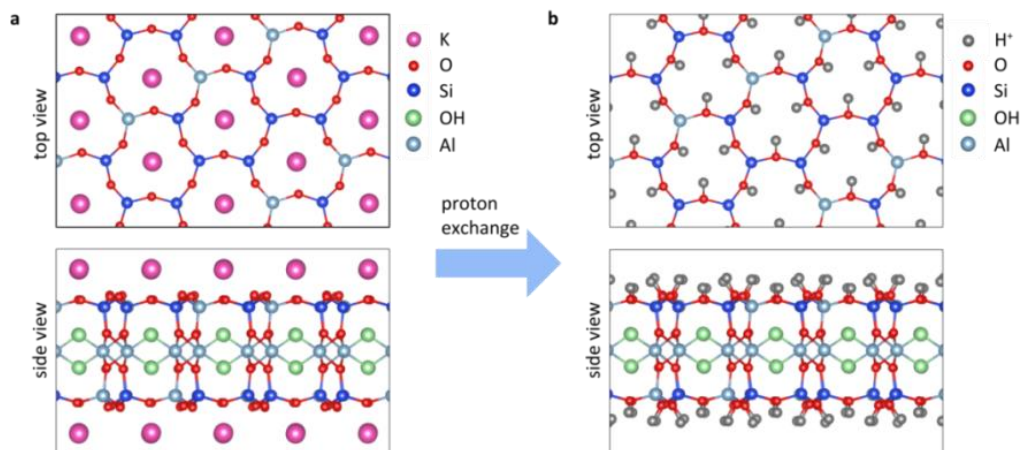 a
top view
K
O
Si
OH
Al
side view
proton
exchange
b
top view
H⁺
O
Si
OH
Al
side view